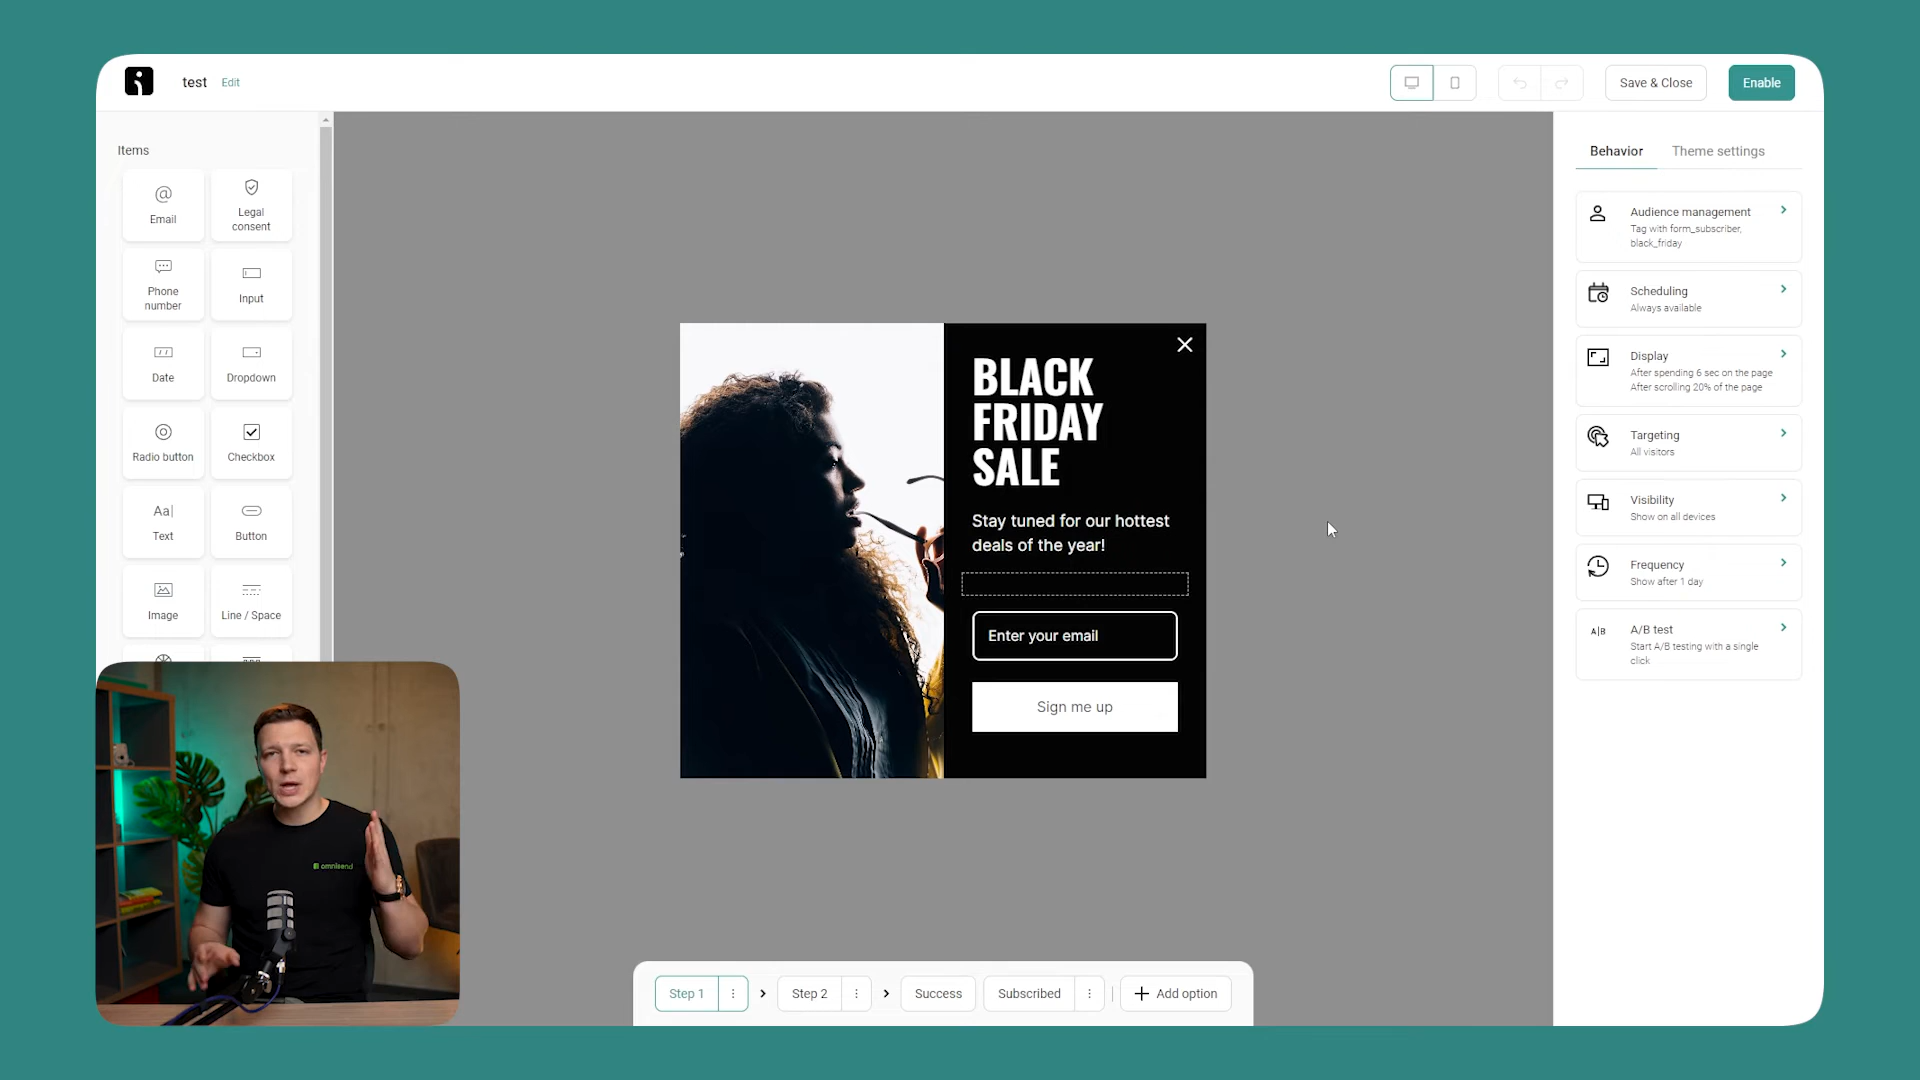 test Edit
Save & Close
Enable
Items
Email
Legal
consent
Phone
number
Input
Date
Dropdown
Radio button
Checkbox
Aa|
Text
Button
Image
Line / Space
BLACK
FRIDAY
SALE
Stay tuned for our hottest
deals of the year!
Enter your email
Sign me up
Step 1
Step 2
Success
Subscribed
Add option
Behavior
Theme settings
Audience management
Tag with form_subscriber,
black_friday
Scheduling
Always available
Display
After spending 6 sec on the page
After scrolling 20% of the page
Targeting
All visitors
Visibility
Show on all devices
Frequency
Show after 1 day
A|B
A/B test
Start A/B testing with a single
click
omnisend